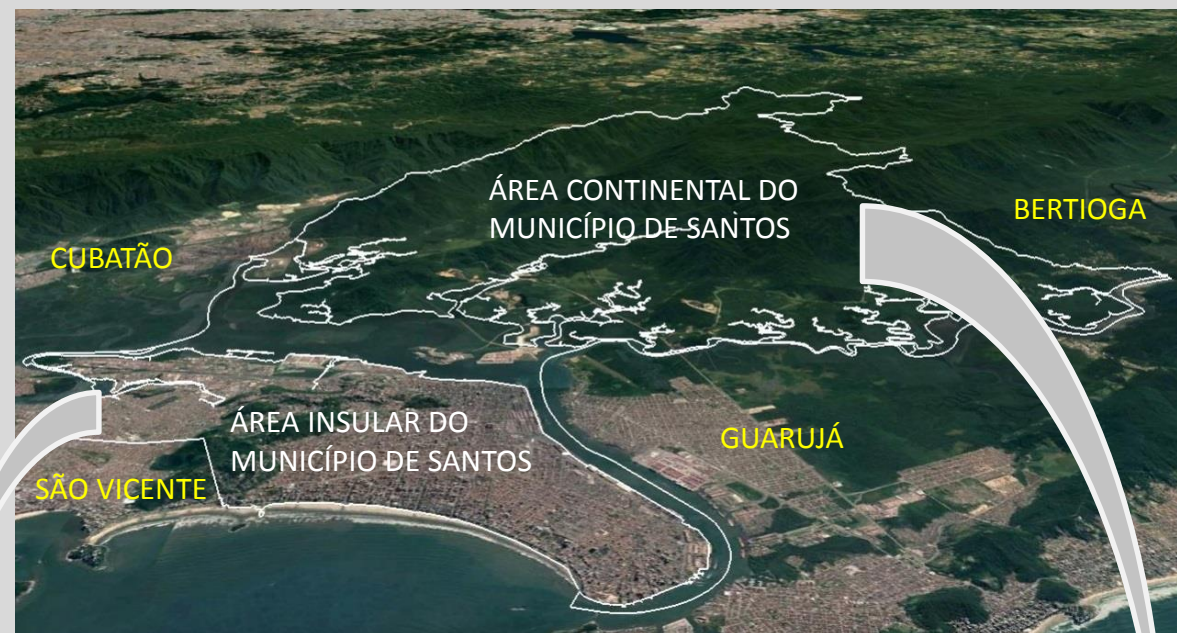 ÁREA CONTINENTAL DO
MUNICÍPIO DE SANTOS
BERTIOGA
CUBATÃO
ÁREA INSULAR DO
MUNICÍPIO DE SANTOS
GUARUJÁ
SÃO VICENTE